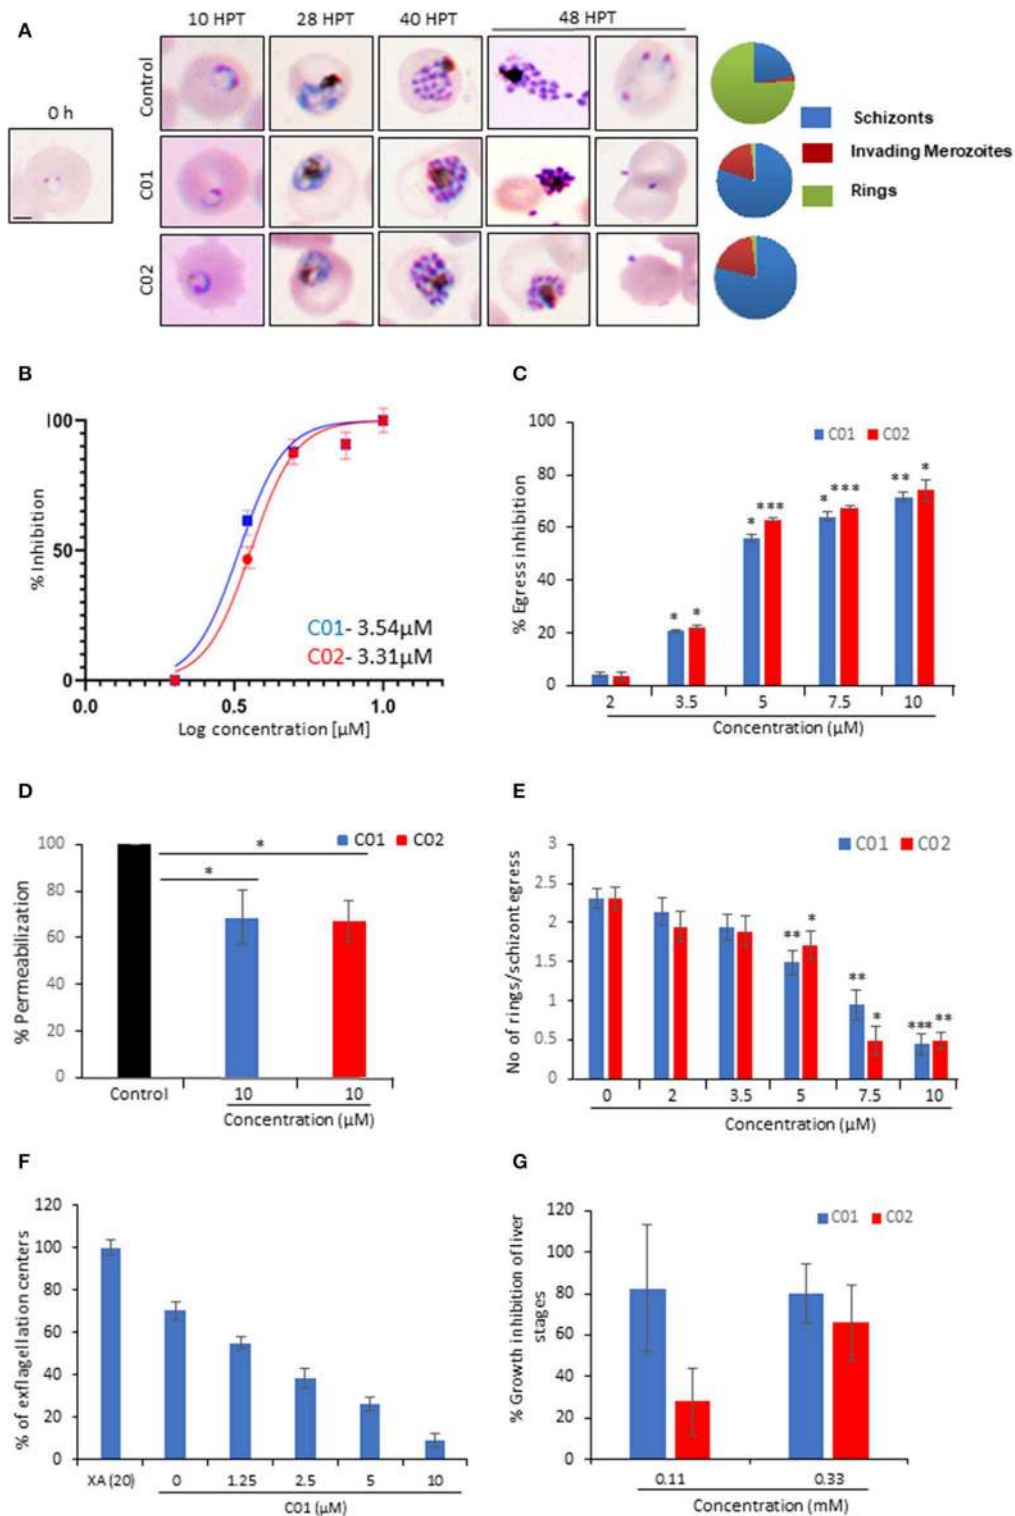 A
10 HPT 28 HPT 40 HPT 48 HPT
0 h
Control
C01
C02
Schizonts
Invading Merozoites
Rings
B
% Inhibition
100
50
0
0.0 0.5 1.0
Log concentration [µM]
C01- 3.54µM
C02- 3.31µM
C
% Egress inhibition
100
80
60
40
20
0
C01 C02
* * * *** * *** ** *
2 3.5 5 7.5 10
Concentration (µM)
D
% Permeabilization
100
80
60
40
20
0
C01 C02
*
*
Control 10 10
Concentration (µM)
E
No of rings/schizont egress
3
2.5
2
1.5
1
0.5
0
C01 C02
** * ** * *** **
0 2 3.5 5 7.5 10
Concentration (µM)
F
% of exflagellation centers
120
100
80
60
40
20
0
XA (20) 0 1.25 2.5 5 10
C01 (µM)
G
% Growth inhibition of liver
stages
120
100
80
60
40
20
0
C01 C02
0.11 0.33
Concentration (mM)